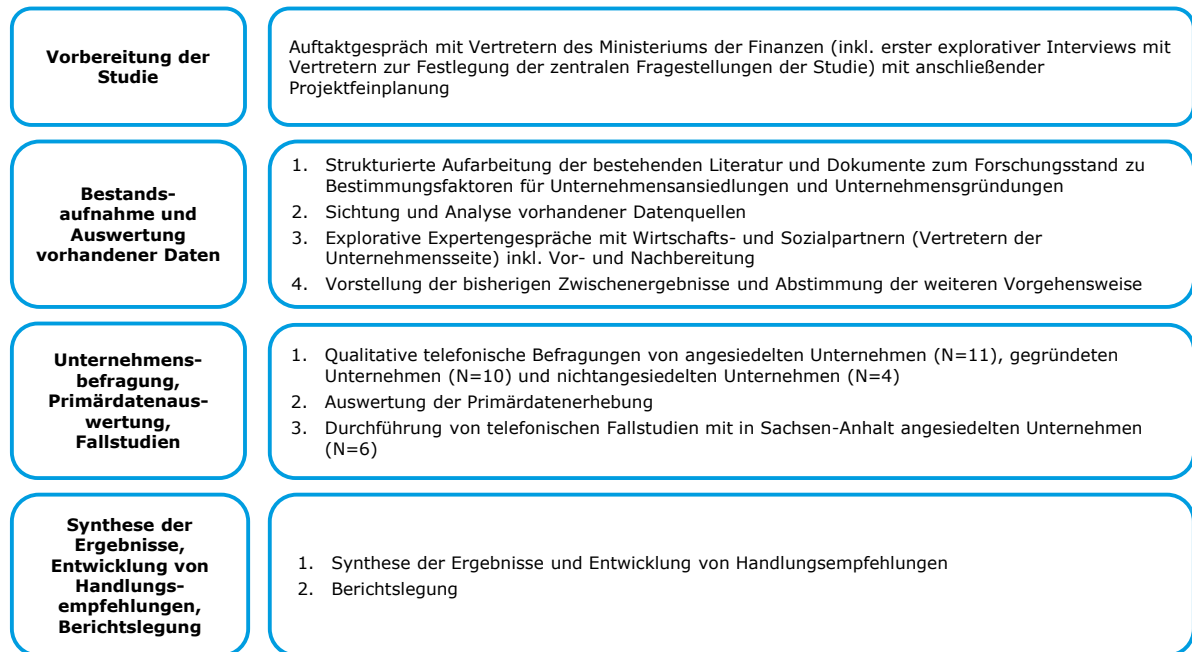 Vorbereitung der
Studie
Auftaktgespräch mit Vertretern des Ministeriums der Finanzen (inkl. erster explorativer Interviews mit
Vertretern zur Festlegung der zentralen Fragestellungen der Studie) mit anschließender
Projektfeinplanung
Bestands-
aufnahme und
Auswertung
vorhandener Daten
1. Strukturierte Aufarbeitung der bestehenden Literatur und Dokumente zum Forschungsstand zu
Bestimmungsfaktoren für Unternehmensansiedlungen und Unternehmensgründungen
2. Sichtung und Analyse vorhandener Datenquellen
3. Explorative Expertengespräche mit Wirtschafts- und Sozialpartnern (Vertretern der
Unternehmensseite) inkl. Vor- und Nachbereitung
4. Vorstellung der bisherigen Zwischenergebnisse und Abstimmung der weiteren Vorgehensweise
Unternehmens-
befragung,
Primärdatenaus-
wertung,
Fallstudien
1. Qualitative telefonische Befragungen von angesiedelten Unternehmen (N=11), gegründeten
Unternehmen (N=10) und nichtangesiedelten Unternehmen (N=4)
2. Auswertung der Primärdatenerhebung
3. Durchführung von telefonischen Fallstudien mit in Sachsen-Anhalt angesiedelten Unternehmen
(N=6)
Synthese der
Ergebnisse,
Entwicklung von
Handlungs-
empfehlungen,
Berichtslegung
1. Synthese der Ergebnisse und Entwicklung von Handlungsempfehlungen
2. Berichtslegung